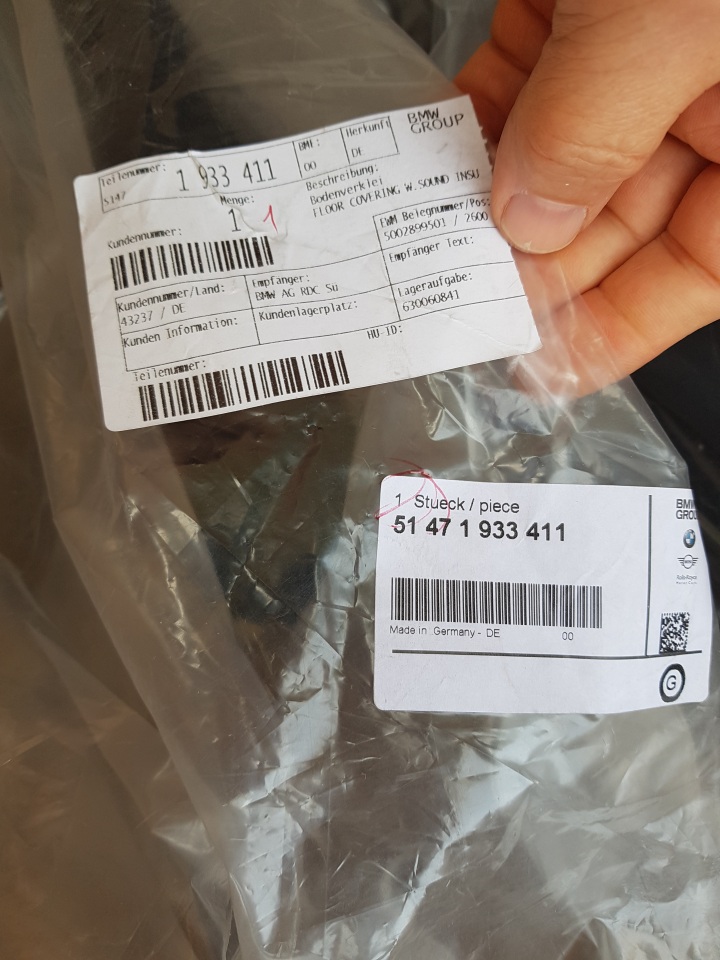 Teilenummer:
5147 1 933 411
BMF:
00
Herkunft
DE
BMW
GROUP
Menge:
1 1
Beschreibung:
Bodenverklei
FLOOR COVERING W. SOUND INSU
Kundennummer:
EWM Belegnummer/Pos:
5002899501 / 2600
Empfänger Text:
Kundennummer/Land:
43237 / DE
Empfänger:
BMW AG RDC Su
Lageraufgabe:
630060841
Kunden Information:
Kundenlagerplatz:
HU-ID:
Teilenummer:
1 Stueck / piece
51 47 1 933 411
Made in Germany - DE 00
BMW
GROU
G